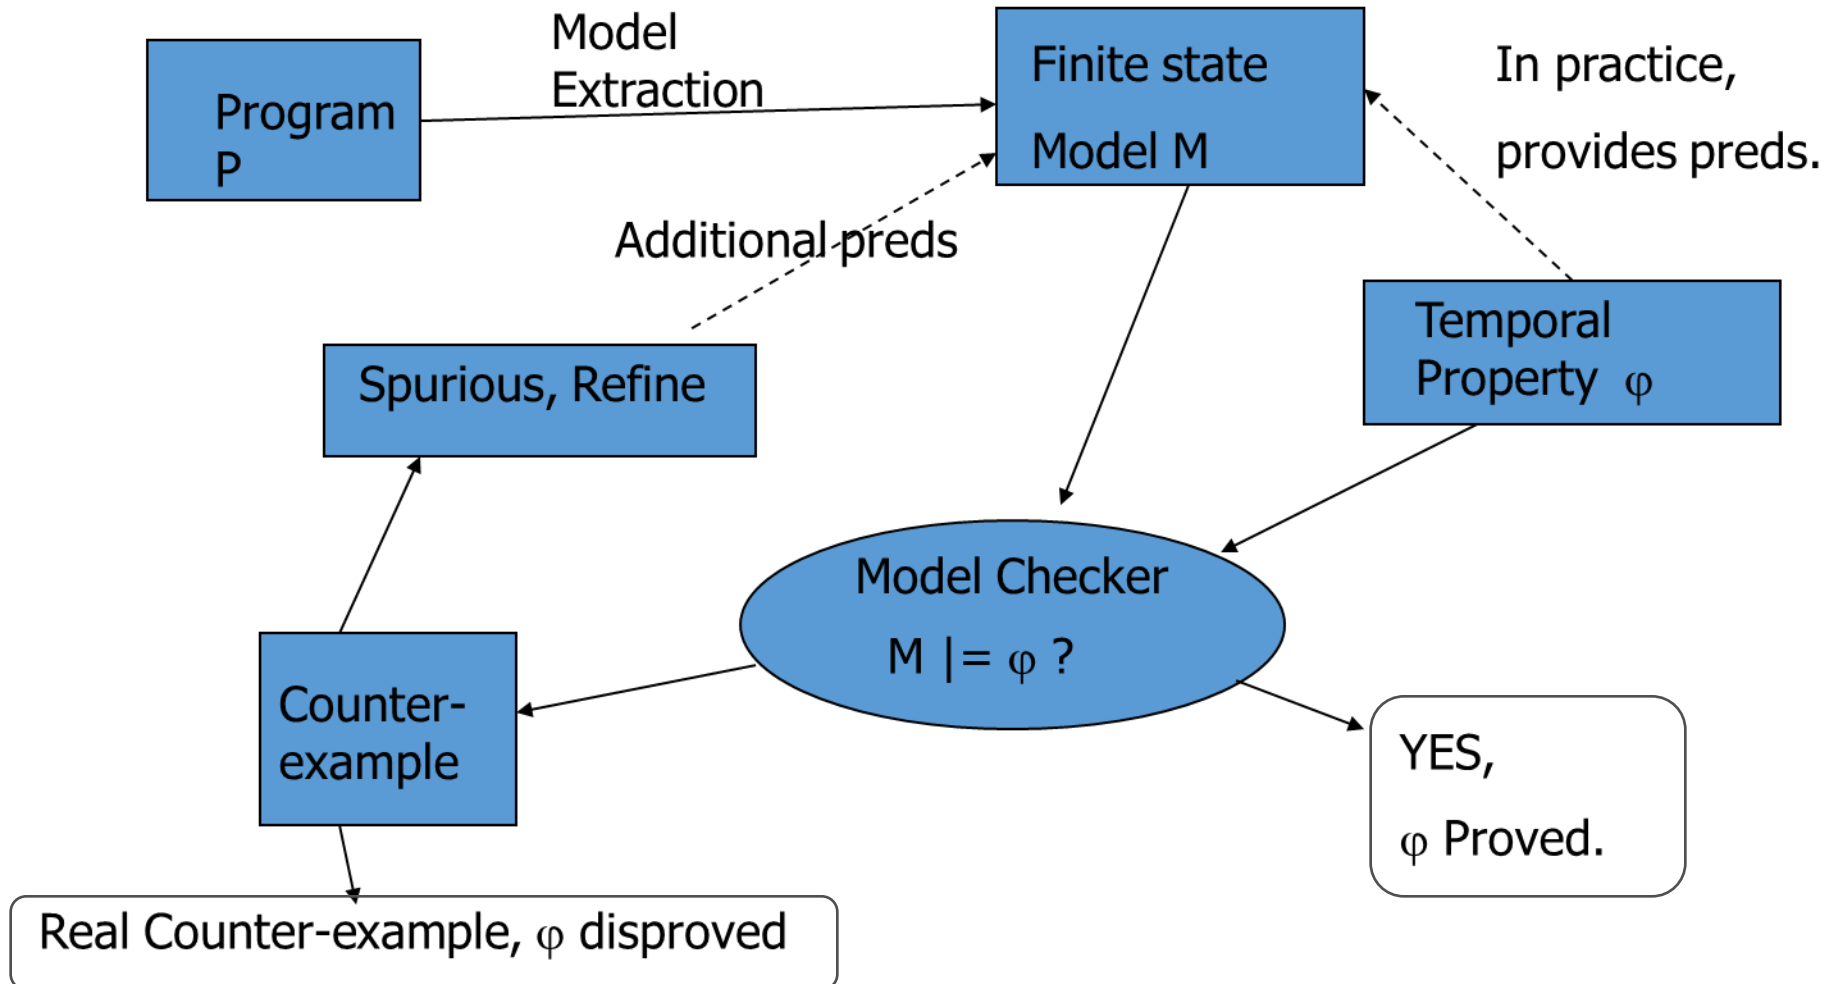 Model
Extraction
Program
P
Finite state
Model M
In practice,
provides preds.
Additional preds
Temporal
Property φ
Spurious, Refine
Model Checker
M |= φ ?
Counter-
example
YES,
φ Proved.
Real Counter-example, φ disproved